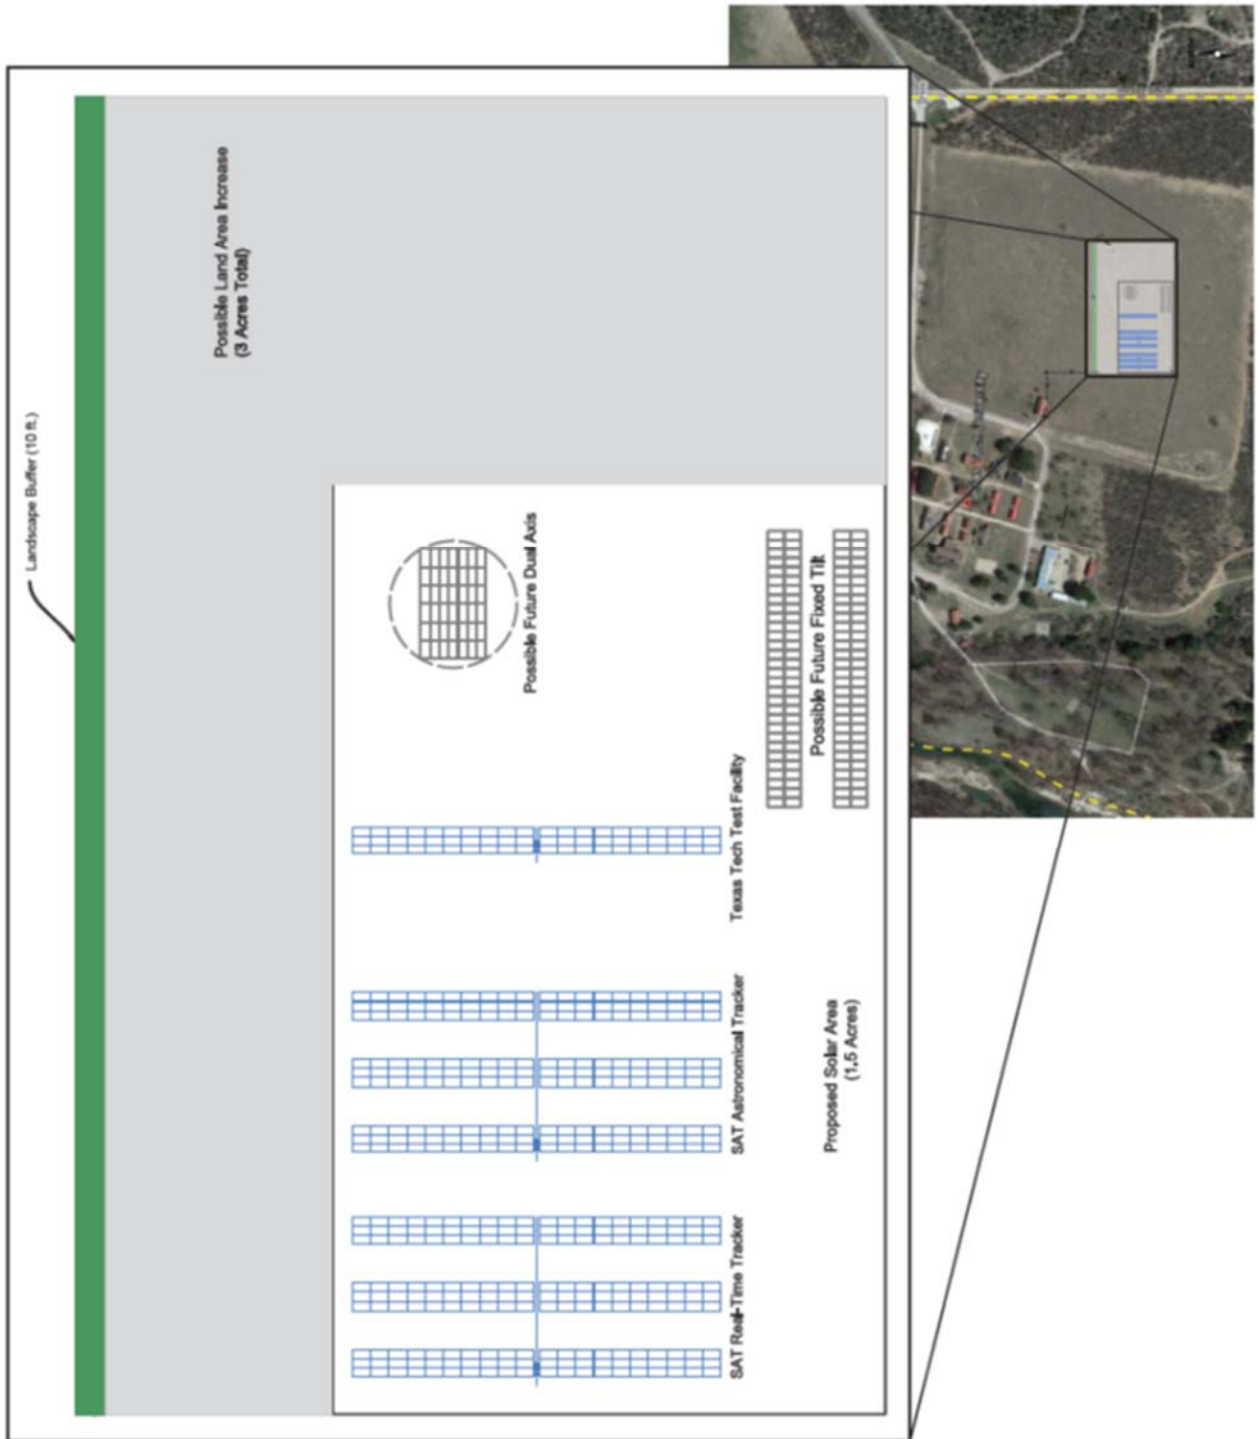 Landscape Buffer (10 ft.)
Possible Land Area Increase
(3 Acres Total)
Possible Future Dual Axis
Possible Future Fixed Tilt
Texas Tech Test Facility
SAT Astronomical Tracker
Proposed Solar Area
(1.5 Acres)
SAT Real-Time Tracker